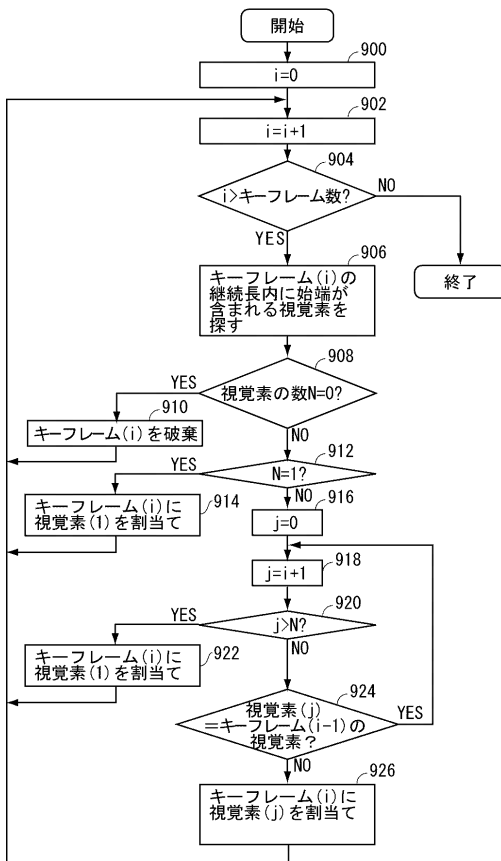 開始
900
i=0
902
i=i+1
904
i>キーフレーム数?
NO
YES
906
キーフレーム(i)の
継続長内に始端が
含まれる視覚素を
探す
終了
908
視覚素の数N=0?
YES
910
キーフレーム(i)を破棄
NO
912
N=1?
YES
914
キーフレーム(i)に
視覚素(1)を割当て
NO
916
j=0
918
j=i+1
920
j>N?
YES
922
キーフレーム(i)に
視覚素(1)を割当て
NO
924
視覚素(j)
=キーフレーム(i-1)の
視覚素?
YES
NO
926
キーフレーム(i)に
視覚素(j)を割当て